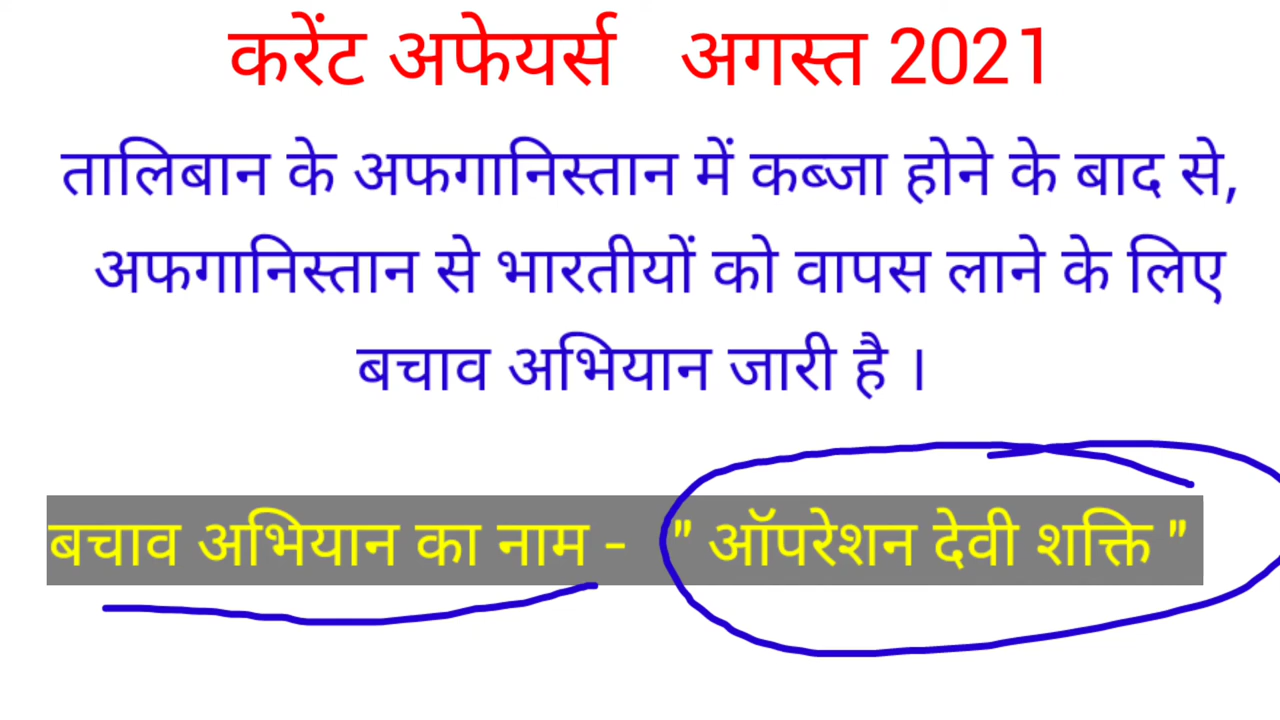 करेंट अफेयर्स अगस्त 2021
तालिबान के अफगानिस्तान में कब्जा होने के बाद से,
अफगानिस्तान से भारतीयों को वापस लाने के लिए
बचाव अभियान जारी है ।
बचाव अभियान का नाम - " ऑपरेशन देवी शक्ति "